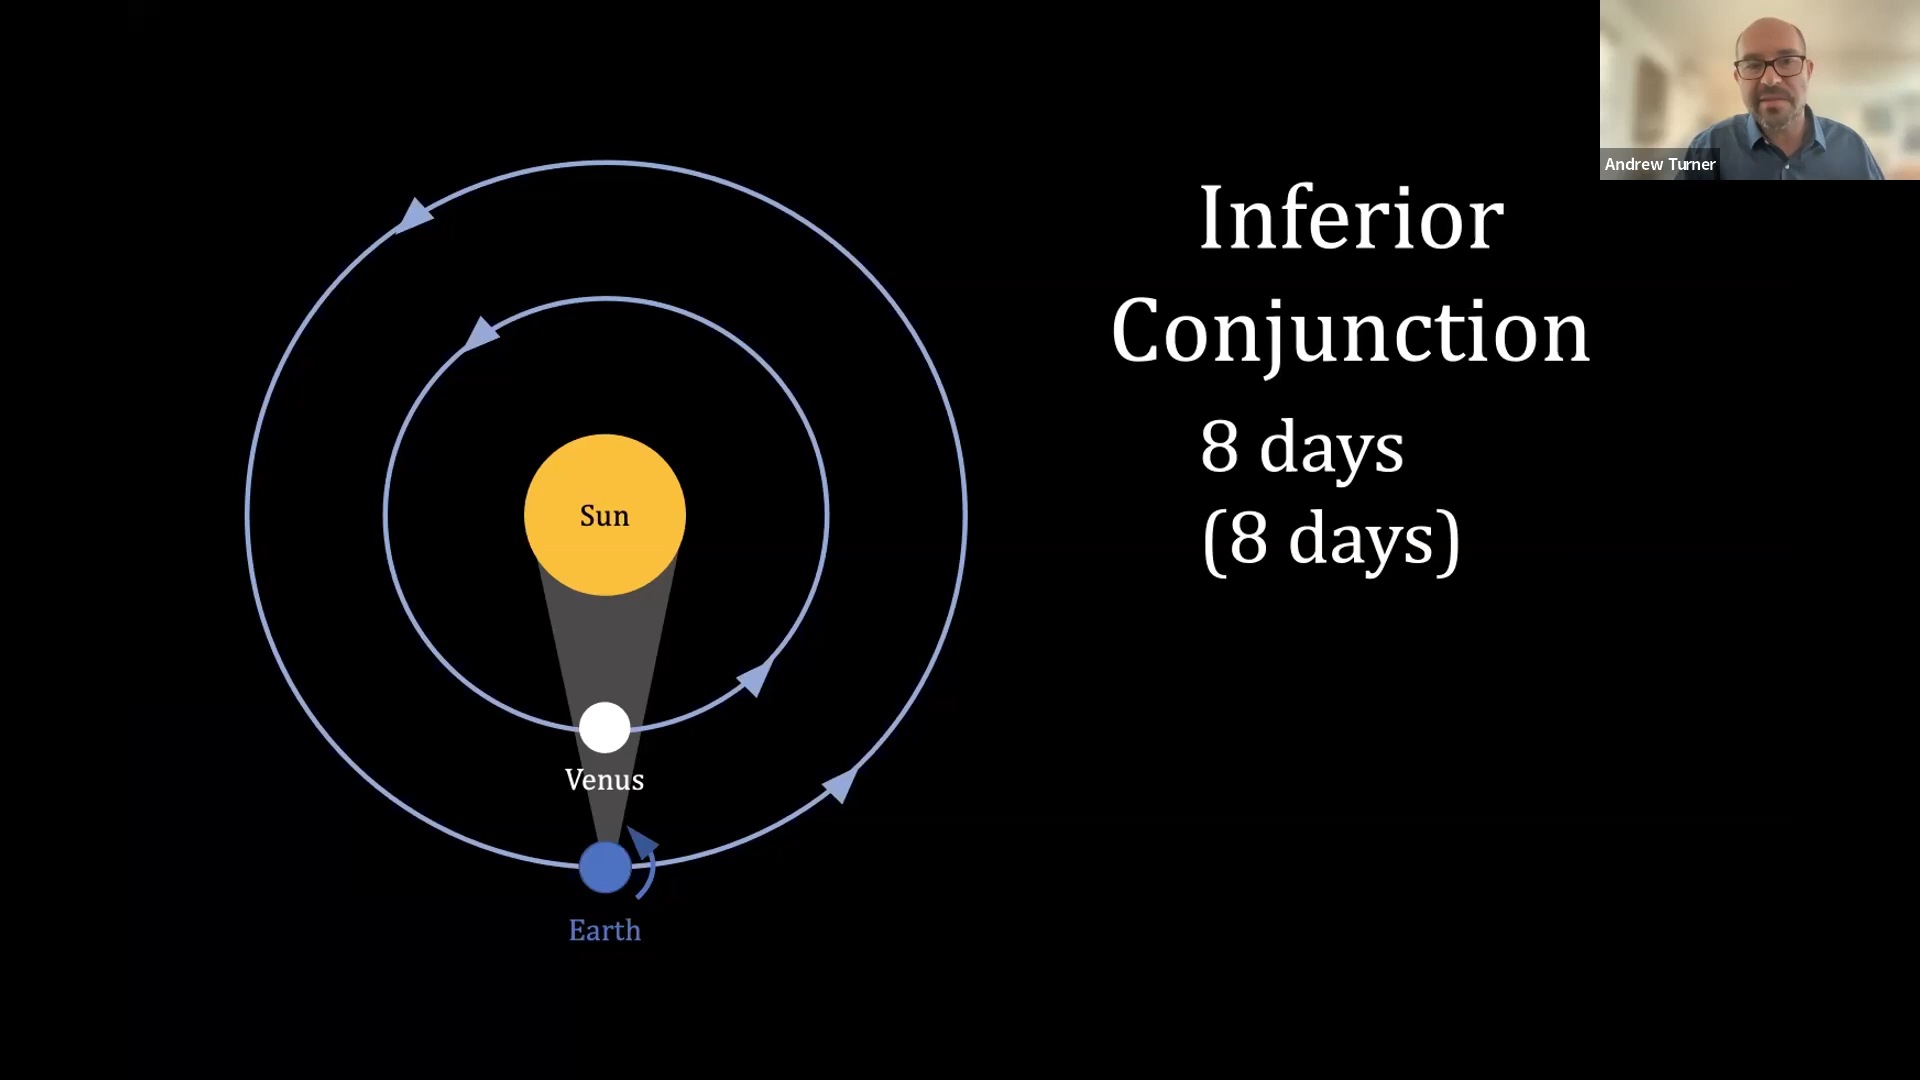 Andrew Turner
Inferior
Conjunction
8 days
(8 days)
Sun
Venus
Earth